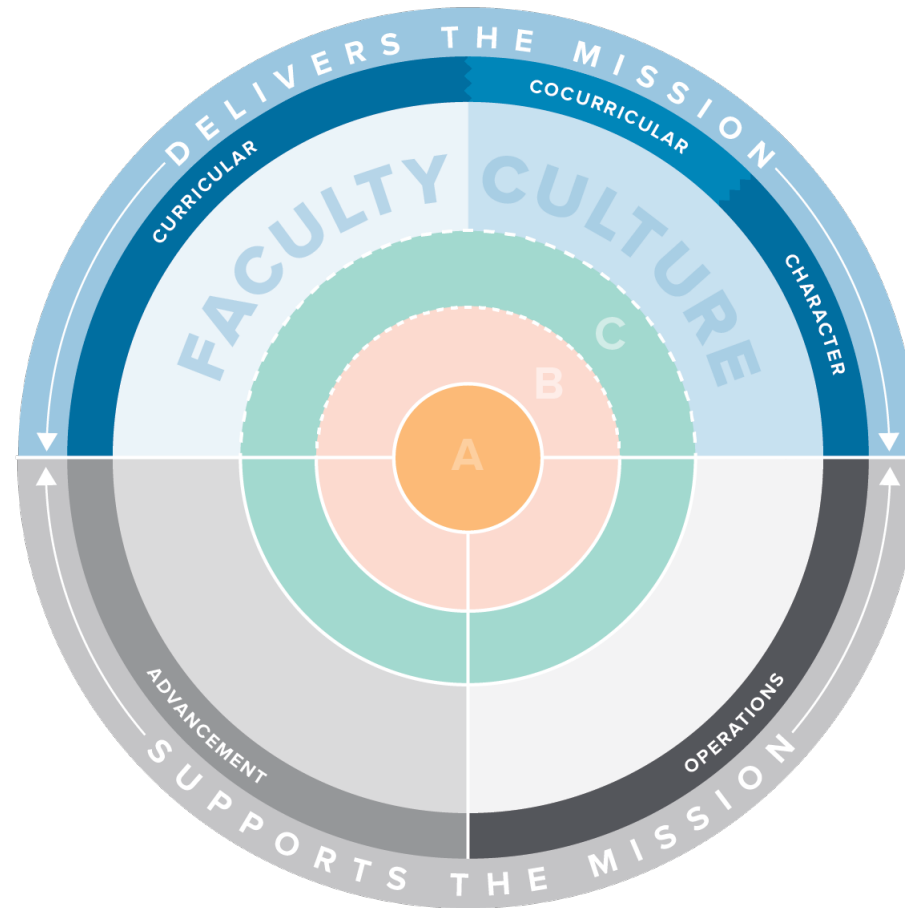 DELIVERS THE MISSION
CURRICULAR
COCURRICULAR
CHARACTER
FACULTY CULTURE
C
B
A
ADVANCEMENT
OPERATIONS
SUPPORTS THE MISSION